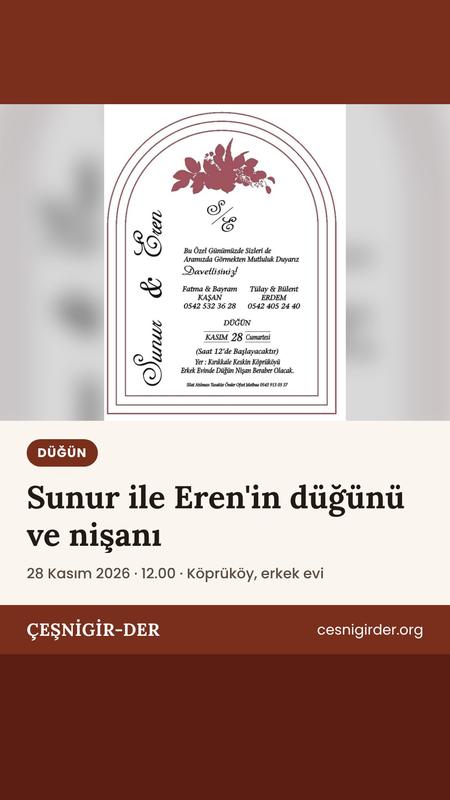 S/E
Sunur & Eren
Bu Özel Günümüzde Sizleri de
Aramızda Görmekten Mutluluk Duyarız
Davetlisiniz!
Fatma & Bayram
KAŞAN
0542 532 36 28
Tülay & Bülent
ERDEM
0542 405 24 40
DÜĞÜN
KASIM 28 Cumartesi
(Saat 12'de Başlayacaktır)
Yer : Kırıkkale Keskin Köprüköyü
Erkek Evinde Düğün Nişan Beraber Olacak.
DÜĞÜN
Sunur ile Eren'in düğünü
ve nişanı
28 Kasım 2026 · 12.00 · Köprüköy, erkek evi
ÇEŞNİGİR-DER
cesnigirder.org